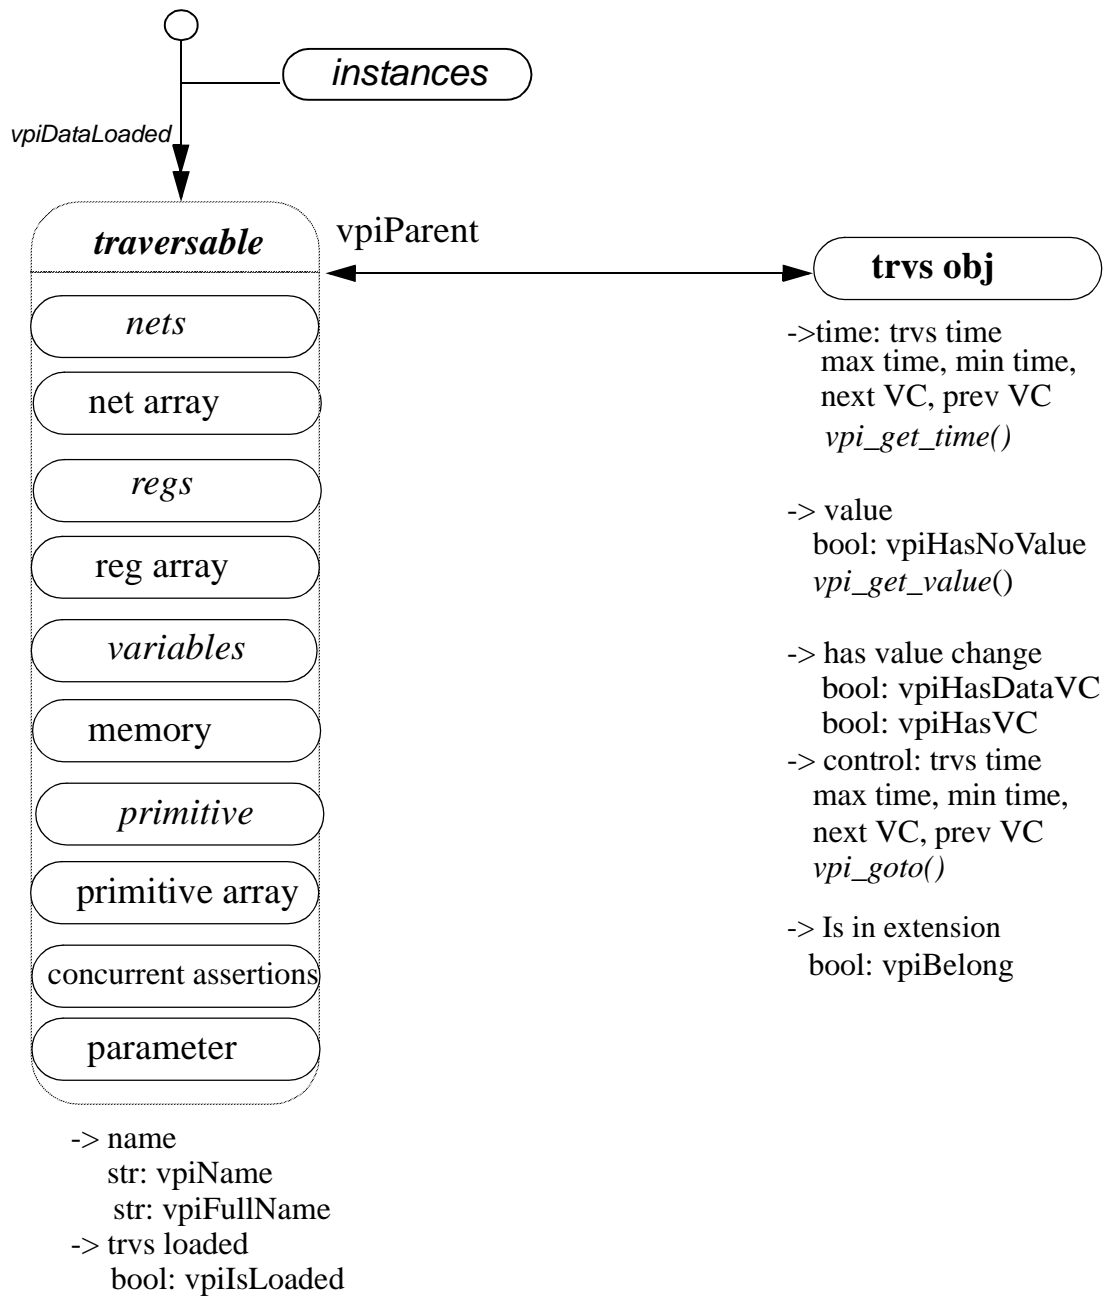 instances
vpiDataLoaded
traversable
vpiParent
trvs obj
nets
net array
regs
reg array
variables
memory
primitive
primitive array
concurrent assertions
parameter
-> name
str: vpiName
str: vpiFullName
-> trvs loaded
bool: vpiIsLoaded
->time: trvs time
max time, min time,
next VC, prev VC
vpi_get_time()
-> value
bool: vpiHasNoValue
vpi_get_value()
-> has value change
bool: vpiHasDataVC
bool: vpiHasVC
-> control: trvs time
max time, min time,
next VC, prev VC
vpi_goto()
-> Is in extension
bool: vpiBelong